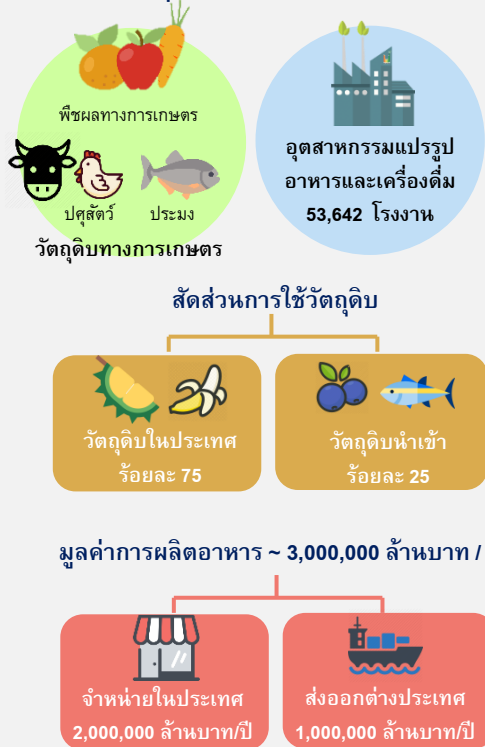 พืชผลทางการเกษตร
ปศุสัตว์
ประมง
วัตถุดิบทางการเกษตร
อุตสาหกรรมแปรรูป
อาหารและเครื่องดื่ม
53,642 โรงงาน
สัดส่วนการใช้วัตถุดิบ
วัตถุดิบในประเทศ
ร้อยละ 75
วัตถุดิบนำเข้า
ร้อยละ 25
มูลค่าการผลิตอาหาร ~ 3,000,000 ล้านบาท /
จำหน่ายในประเทศ
2,000,000 ล้านบาท/ปี
ส่งออกต่างประเทศ
1,000,000 ล้านบาท/ปี